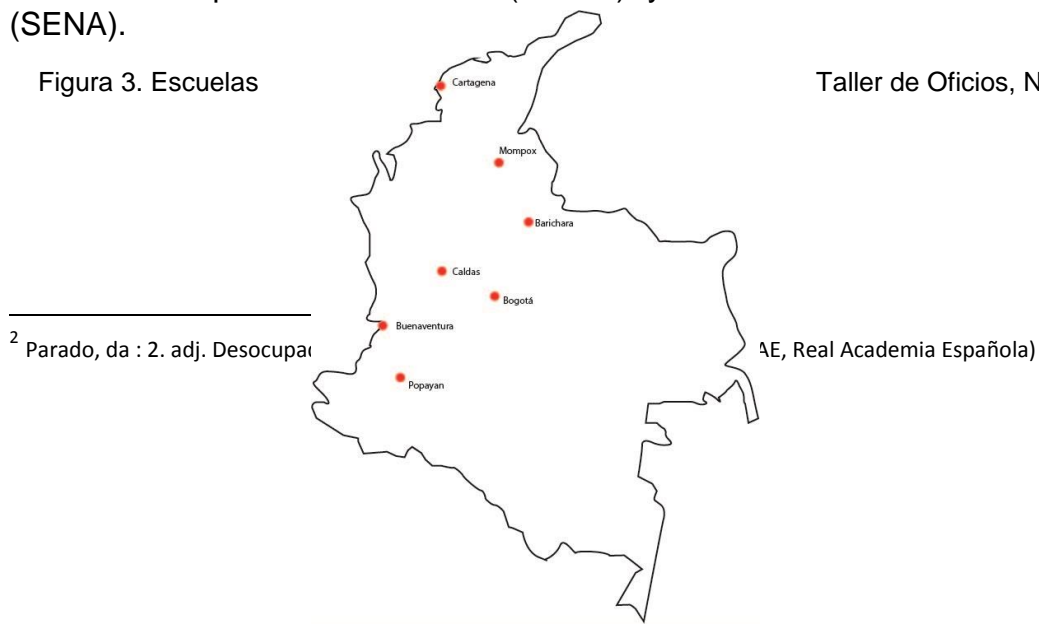 (SENA).
Figura 3. Escuelas Taller de Oficios, N
Cartagena
Mompox
Barichara
Caldas
Bogotá
Buenaventura
Popayan
2 Parado, da : 2. adj. Desocupad AE, Real Academia Española)